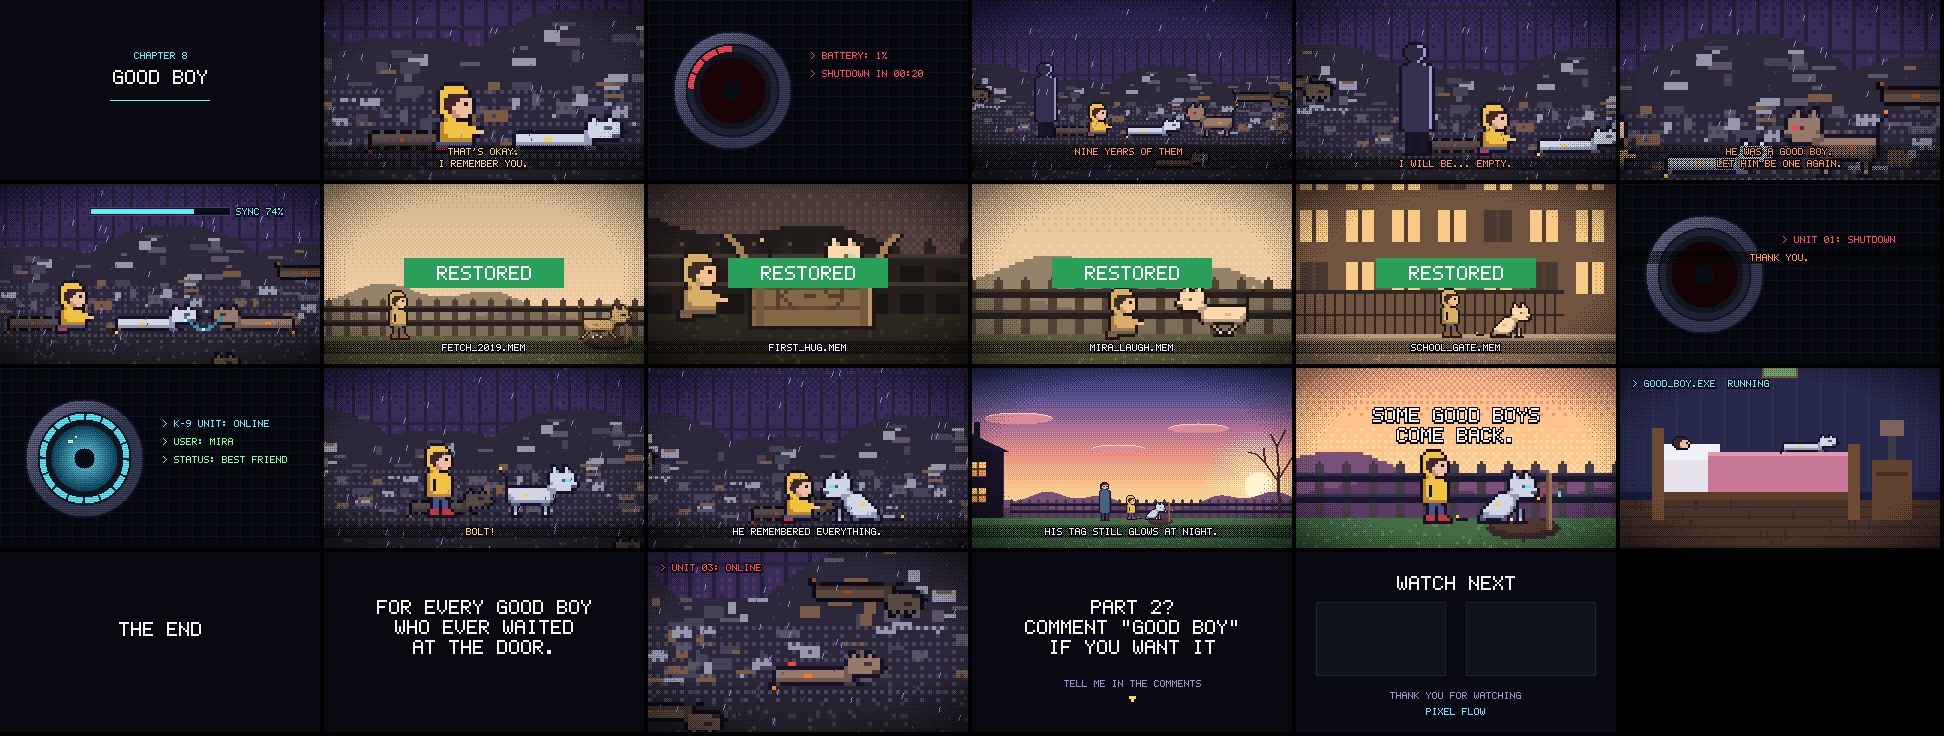 CHAPTER 8
GOOD BOY
THAT'S OKAY.
I REMEMBER YOU.
> BATTERY: 1%
> SHUTDOWN IN 00:20
NINE YEARS OF THEM
I WILL BE... EMPTY.
HE WAS A GOOD BOY.
LET HIM BE ONE AGAIN.
SYNC 74%
RESTORED
FETCH_2019.MEM
RESTORED
FIRST_HUG.MEM
RESTORED
MIRA_LAUGH.MEM
RESTORED
SCHOOL_GATE.MEM
> UNIT 01: SHUTDOWN
THANK YOU.
> K-9 UNIT: ONLINE
> USER: MIRA
> STATUS: BEST FRIEND
BOLT!
HE REMEMBERED EVERYTHING.
HIS TAG STILL GLOWS AT NIGHT.
SOME GOOD BOYS
COME BACK.
> GOOD_BOY.EXE RUNNING
THE END
FOR EVERY GOOD BOY
WHO EVER WAITED
AT THE DOOR.
> UNIT 03: ONLINE
PART 2?
COMMENT "GOOD BOY"
IF YOU WANT IT
TELL ME IN THE COMMENTS
WATCH NEXT
THANK YOU FOR WATCHING
PIXEL FLOW